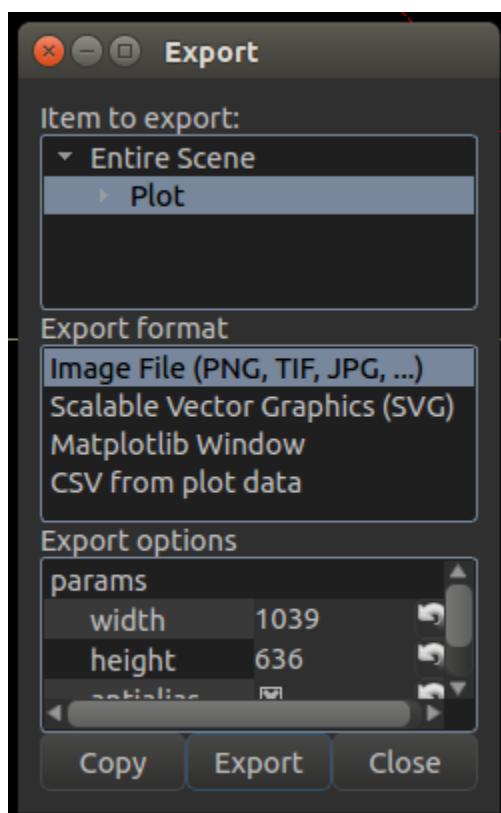 Export
Item to export:
Entire Scene
Plot
Export format
Image File (PNG, TIF, JPG, ...)
Scalable Vector Graphics (SVG)
Matplotlib Window
CSV from plot data
Export options
params
width 1039
height 636
antialias
Copy Export Close